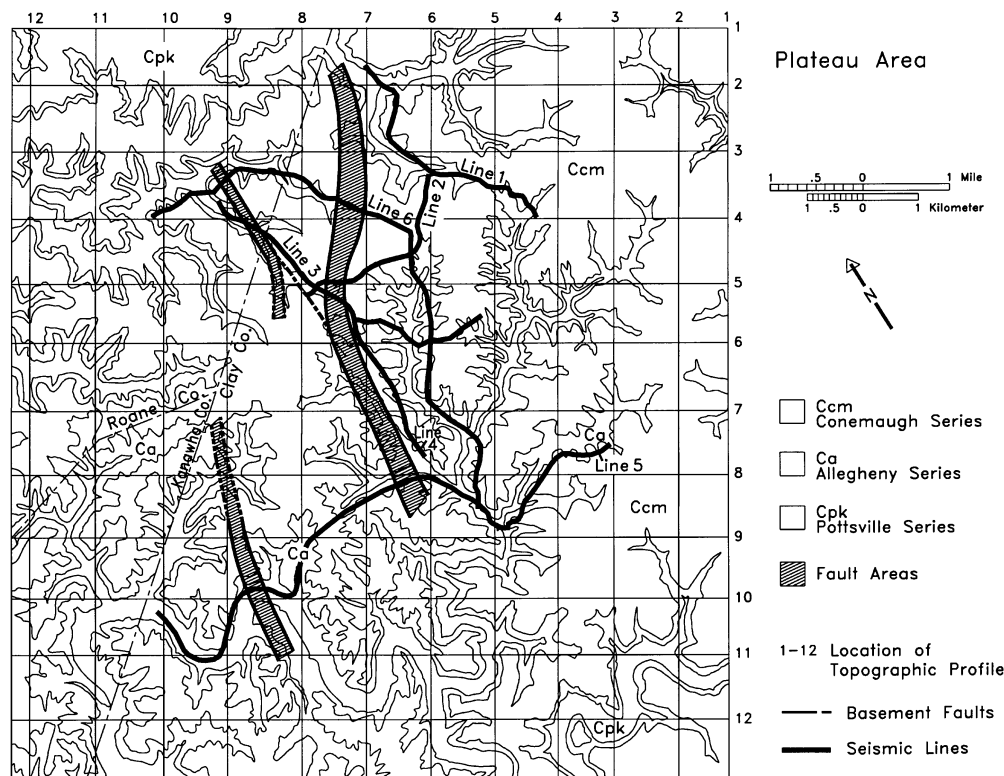 12 11 10 9 8 7 6 5 4 3 2 1
1
2
3
4
5
6
7
8
9
10
11
12
Cpk
Ccm
Line 1
Line 2
Line 6
Line 3
Clay Co.
Kanawha Co.
Roane Co
Ca
Line
4
Ca
Line 5
Ccm
Ca
Cpk
Plateau Area
1 .5 0 1 Mile
1 .5 0 1 Kilometer
N
Ccm
Conemaugh Series
Ca
Allegheny Series
Cpk
Pottsville Series
Fault Areas
1-12 Location of
Topographic Profile
Basement Faults
Seismic Lines